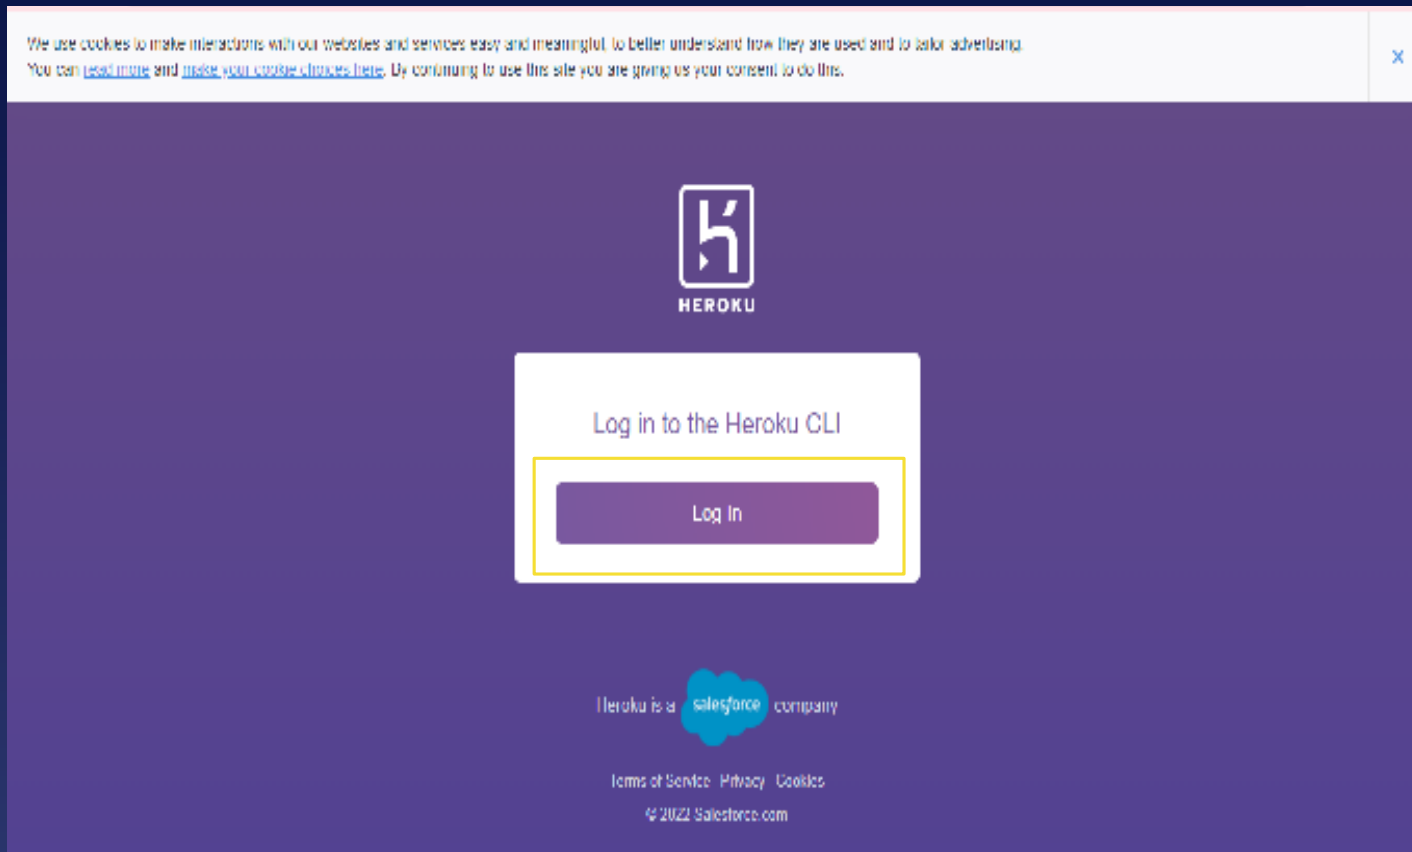 We use cookies to make interactions with our websites and services easy and meaningful, to better understand how they are used and to tailor advertising.
You can read more and make your cookie choices here. By continuing to use this site you are giving us your consent to do this.
×
HEROKU
Log in to the Heroku CLI
Log In
Heroku is a salesforce company
Terms of Service Privacy Cookies
© 2022 Salesforce.com